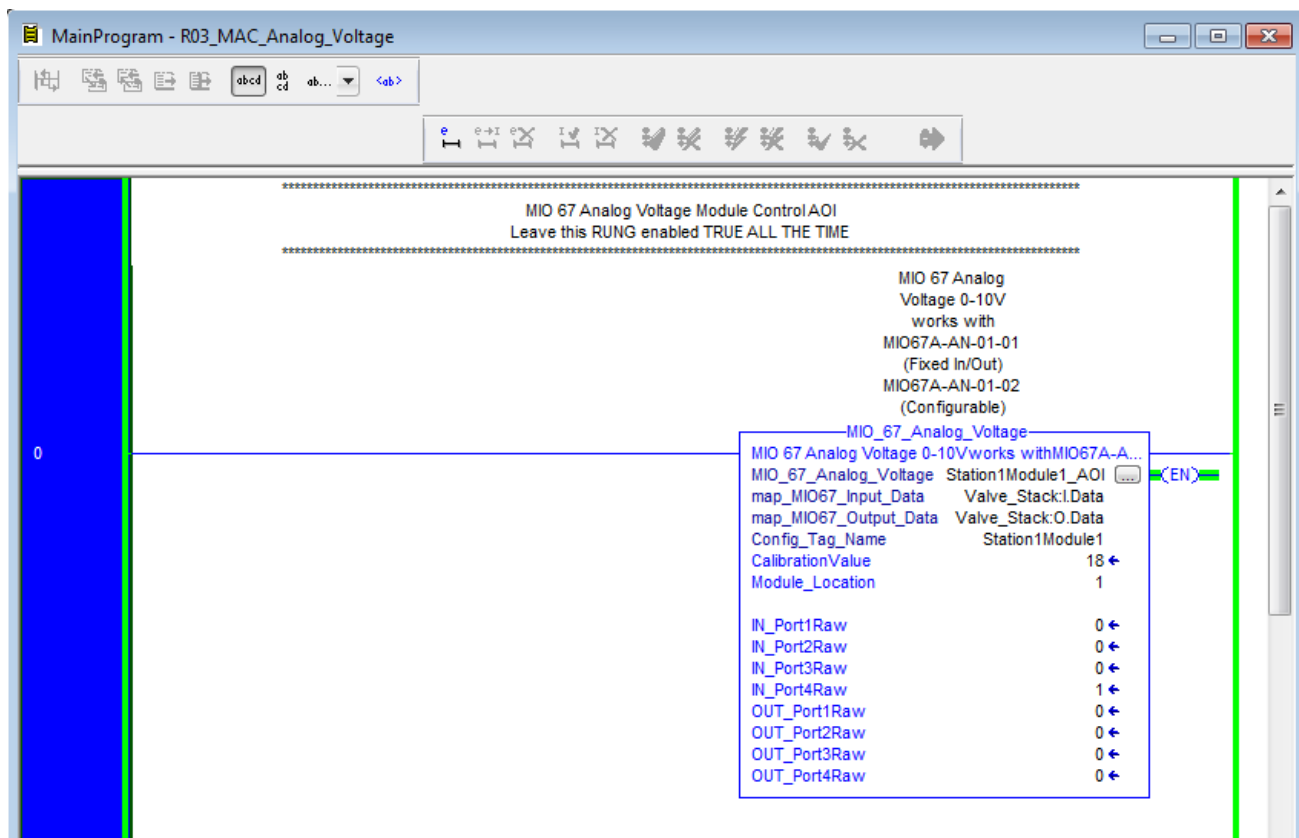 MainProgram - R03_MAC_Analog_Voltage
abcd ab cd ab... <ab>
e e→I e I I
********************************************************************************************************************************
MIO 67 Analog Voltage Module Control AOI
Leave this RUNG enabled TRUE ALL THE TIME
********************************************************************************************************************************
MIO 67 Analog
Voltage 0-10V
works with
MIO67A-AN-01-01
(Fixed In/Out)
MIO67A-AN-01-02
(Configurable)
MIO_67_Analog_Voltage
0
MIO 67 Analog Voltage 0-10Vworks withMIO67A-A...
MIO_67_Analog_Voltage Station1Module1_AOI ... (EN)
map_MIO67_Input_Data Valve_Stack:I.Data
map_MIO67_Output_Data Valve_Stack:O.Data
Config_Tag_Name Station1Module1
CalibrationValue 18 ←
Module_Location 1
IN_Port1Raw 0 ←
IN_Port2Raw 0 ←
IN_Port3Raw 0 ←
IN_Port4Raw 1 ←
OUT_Port1Raw 0 ←
OUT_Port2Raw 0 ←
OUT_Port3Raw 0 ←
OUT_Port4Raw 0 ←